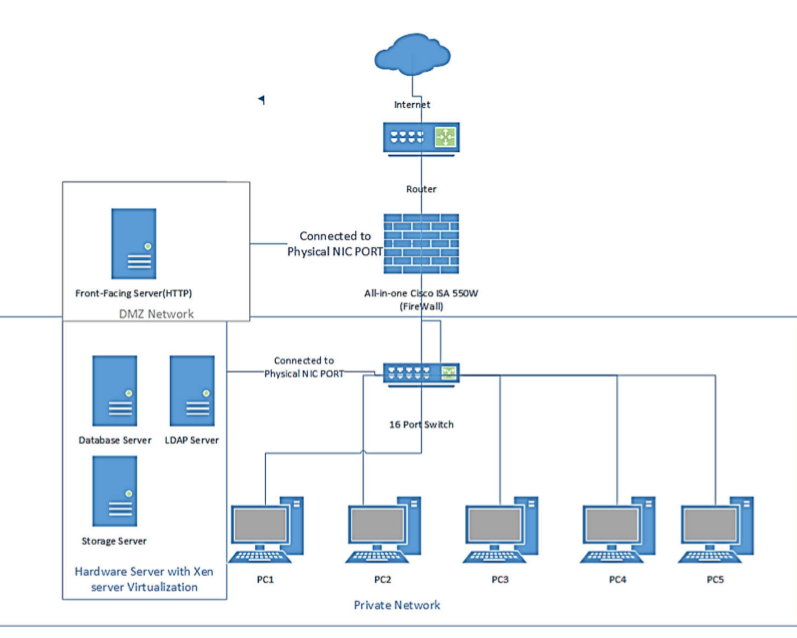 Internet
Router
Connected to
Physical NIC PORT
Front-Facing Server(HTTP)
All-in-one Cisco ISA 550W
(FireWall)
DMZ Network
Connected to
Physical NIC PORT
16 Port Switch
Database Server
LDAP Server
Storage Server
Hardware Server with Xen
server Virtualization
PC1
PC2
PC3
PC4
PC5
Private Network